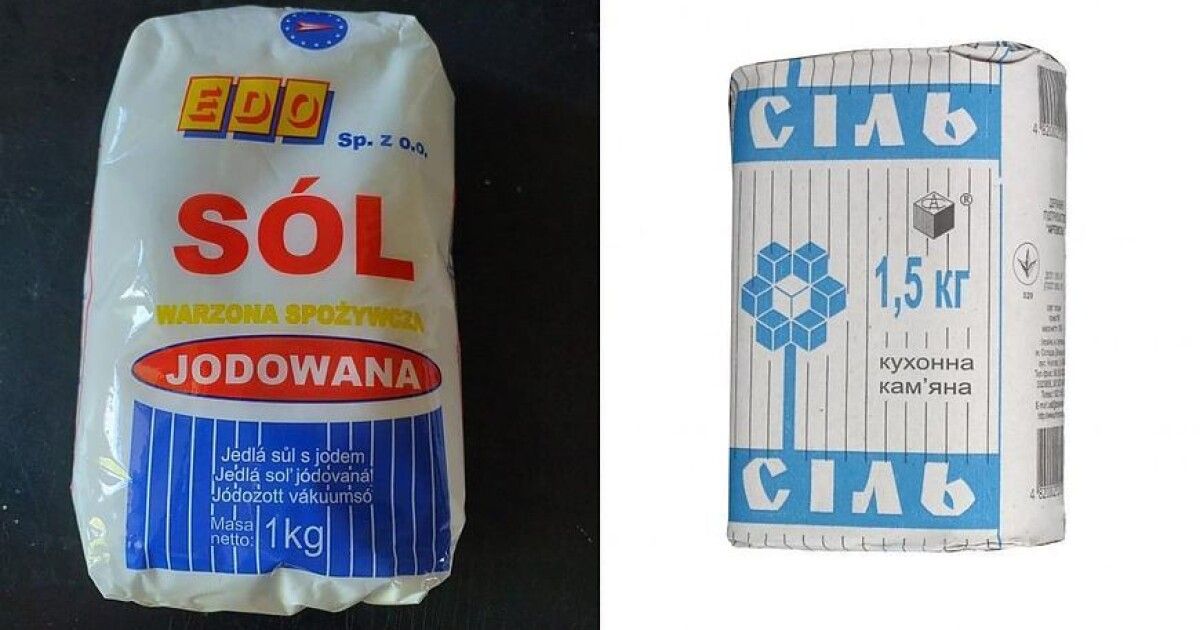 EDO
Sp. z o.o.
SÓL
WARZONA SPOŻYWCZA
JODOWANA
Jedlá sůl s jodem
Jedlá soľ jódovaná
Jódozott vákuumsó
Masa
netto: 1kg
СІЛЬ
®
1,5 кг
кухонна
кам'яна
СІЛЬ